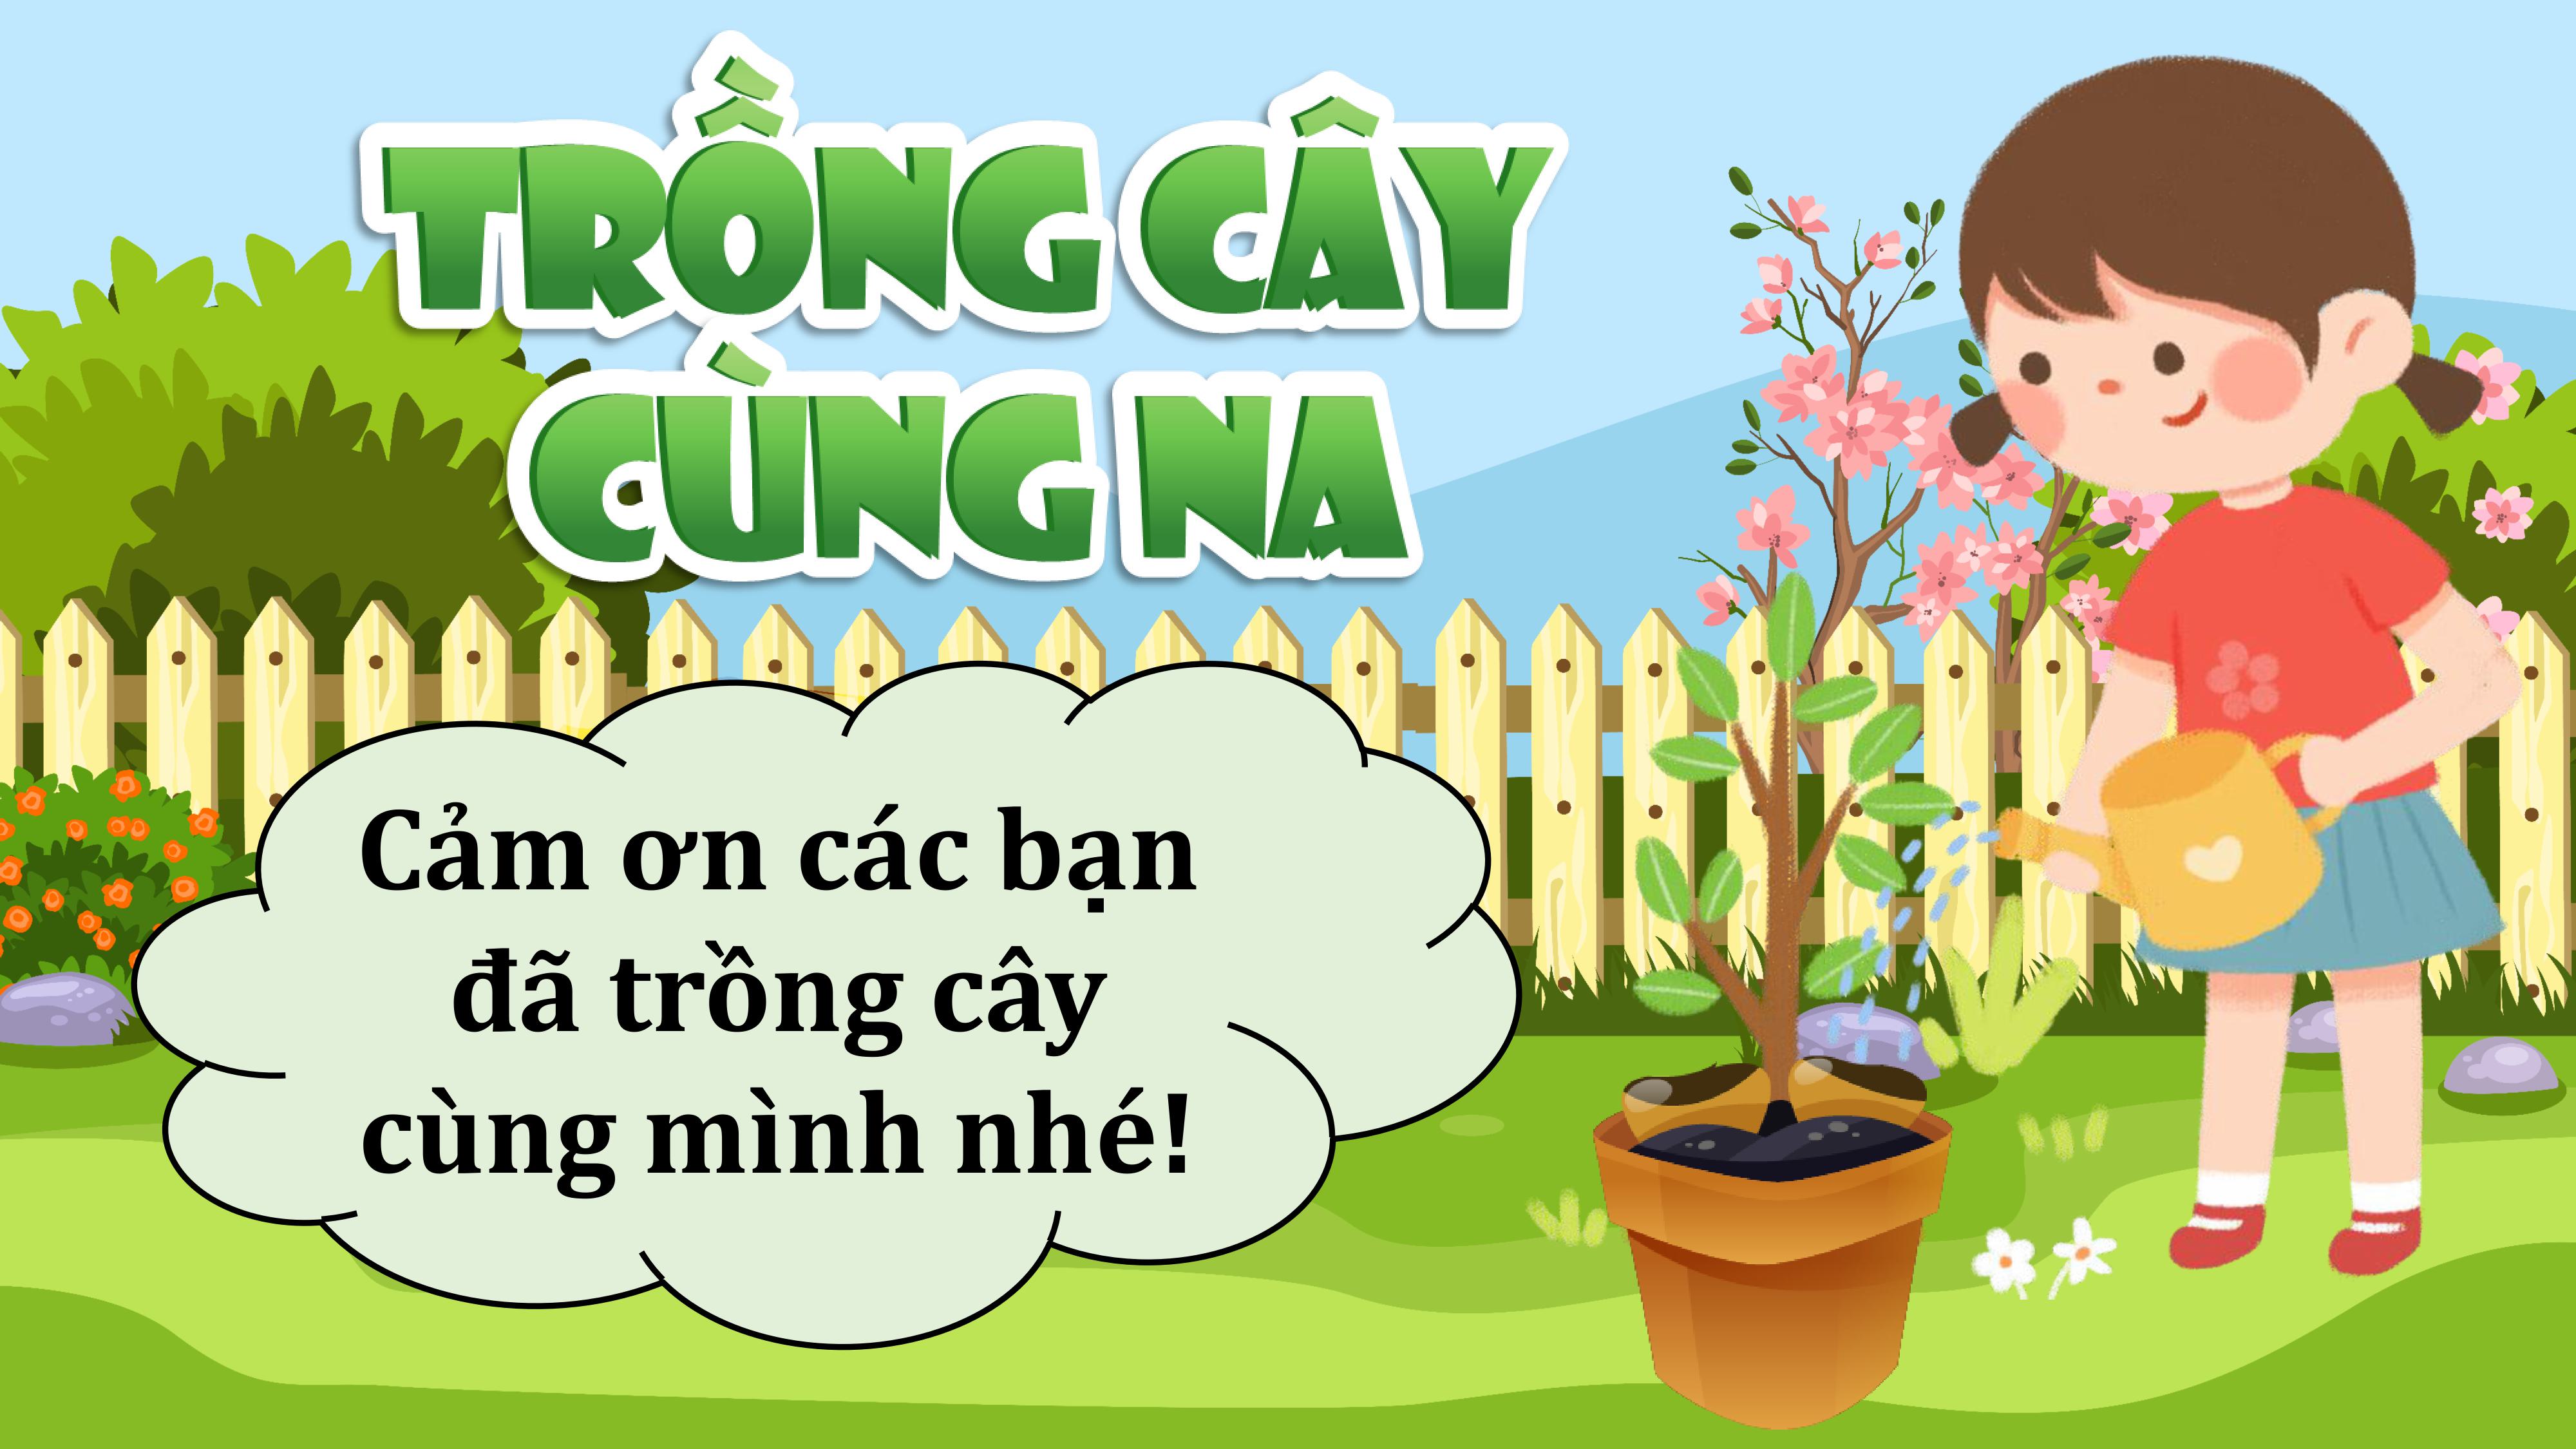 TRỒNG CÂY
CÙNG NA
Cảm ơn các bạn
đã trồng cây
cùng mình nhé!